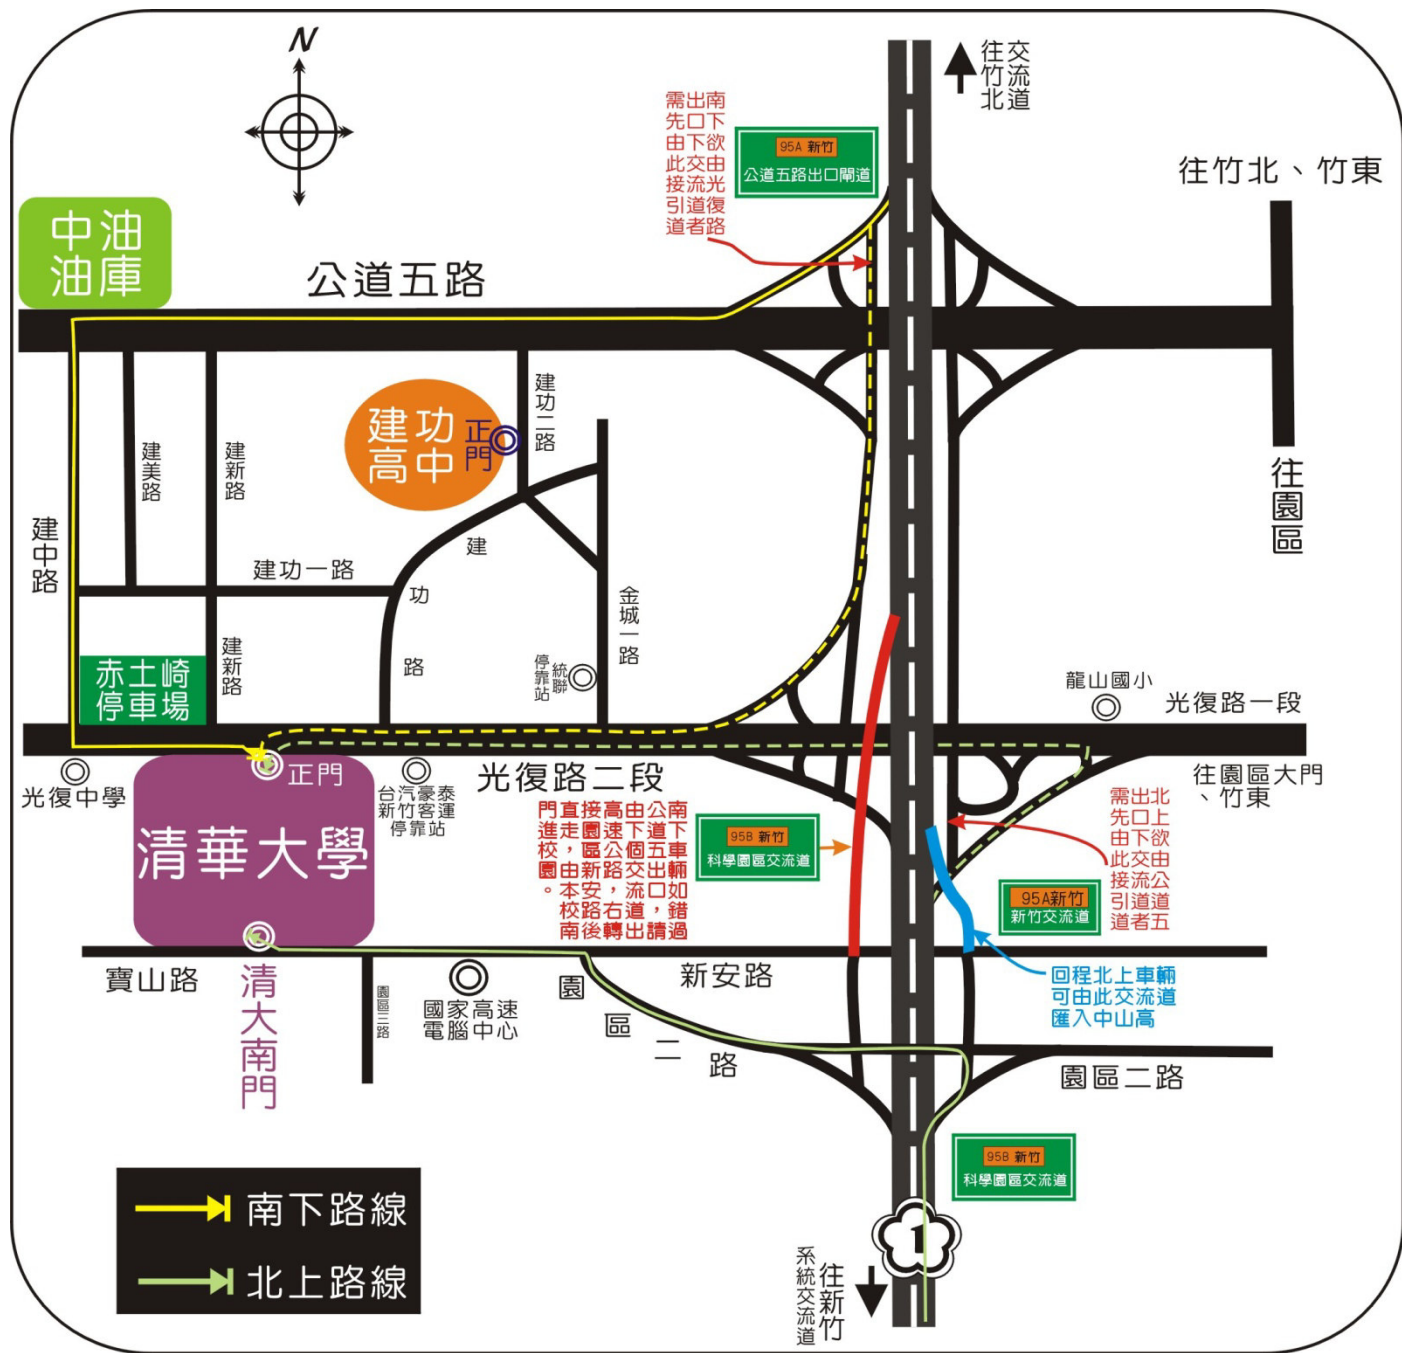 N
往竹北
交流道
南下欲由光復路
出口下交流道者
需先由此接引道
95A 新竹
公道五路出口閘道
往竹北、竹東
中油
油庫
公道五路
建功
高中
正門
建功二路
建美路
建新路
建中路
往園區
建功一路
建功路
金城一路
建新路
統聯
停靠站
赤土崎
停車場
龍山國小
光復路一段
正門
光復中學
台汽豪泰
新竹客運
停靠站
光復路二段
往園區大門
、竹東
清華大學
南下車輛如錯過
公道五出口，請
由下個交流道出
高速公路，右轉
接園區新安路後
直走，由本校南
門進校園。
95B 新竹
科學園區交流道
北上欲由公道五
出口下交流道者
需先由此接引道
95A新竹
新竹交流道
寶山路
清大南門
園區三路
國家高速
電腦中心
園區二路
新安路
回程北上車輛
可由此交流道
匯入中山高
園區二路
95B 新竹
科學園區交流道
1
往新竹
系統交流道
南下路線
北上路線